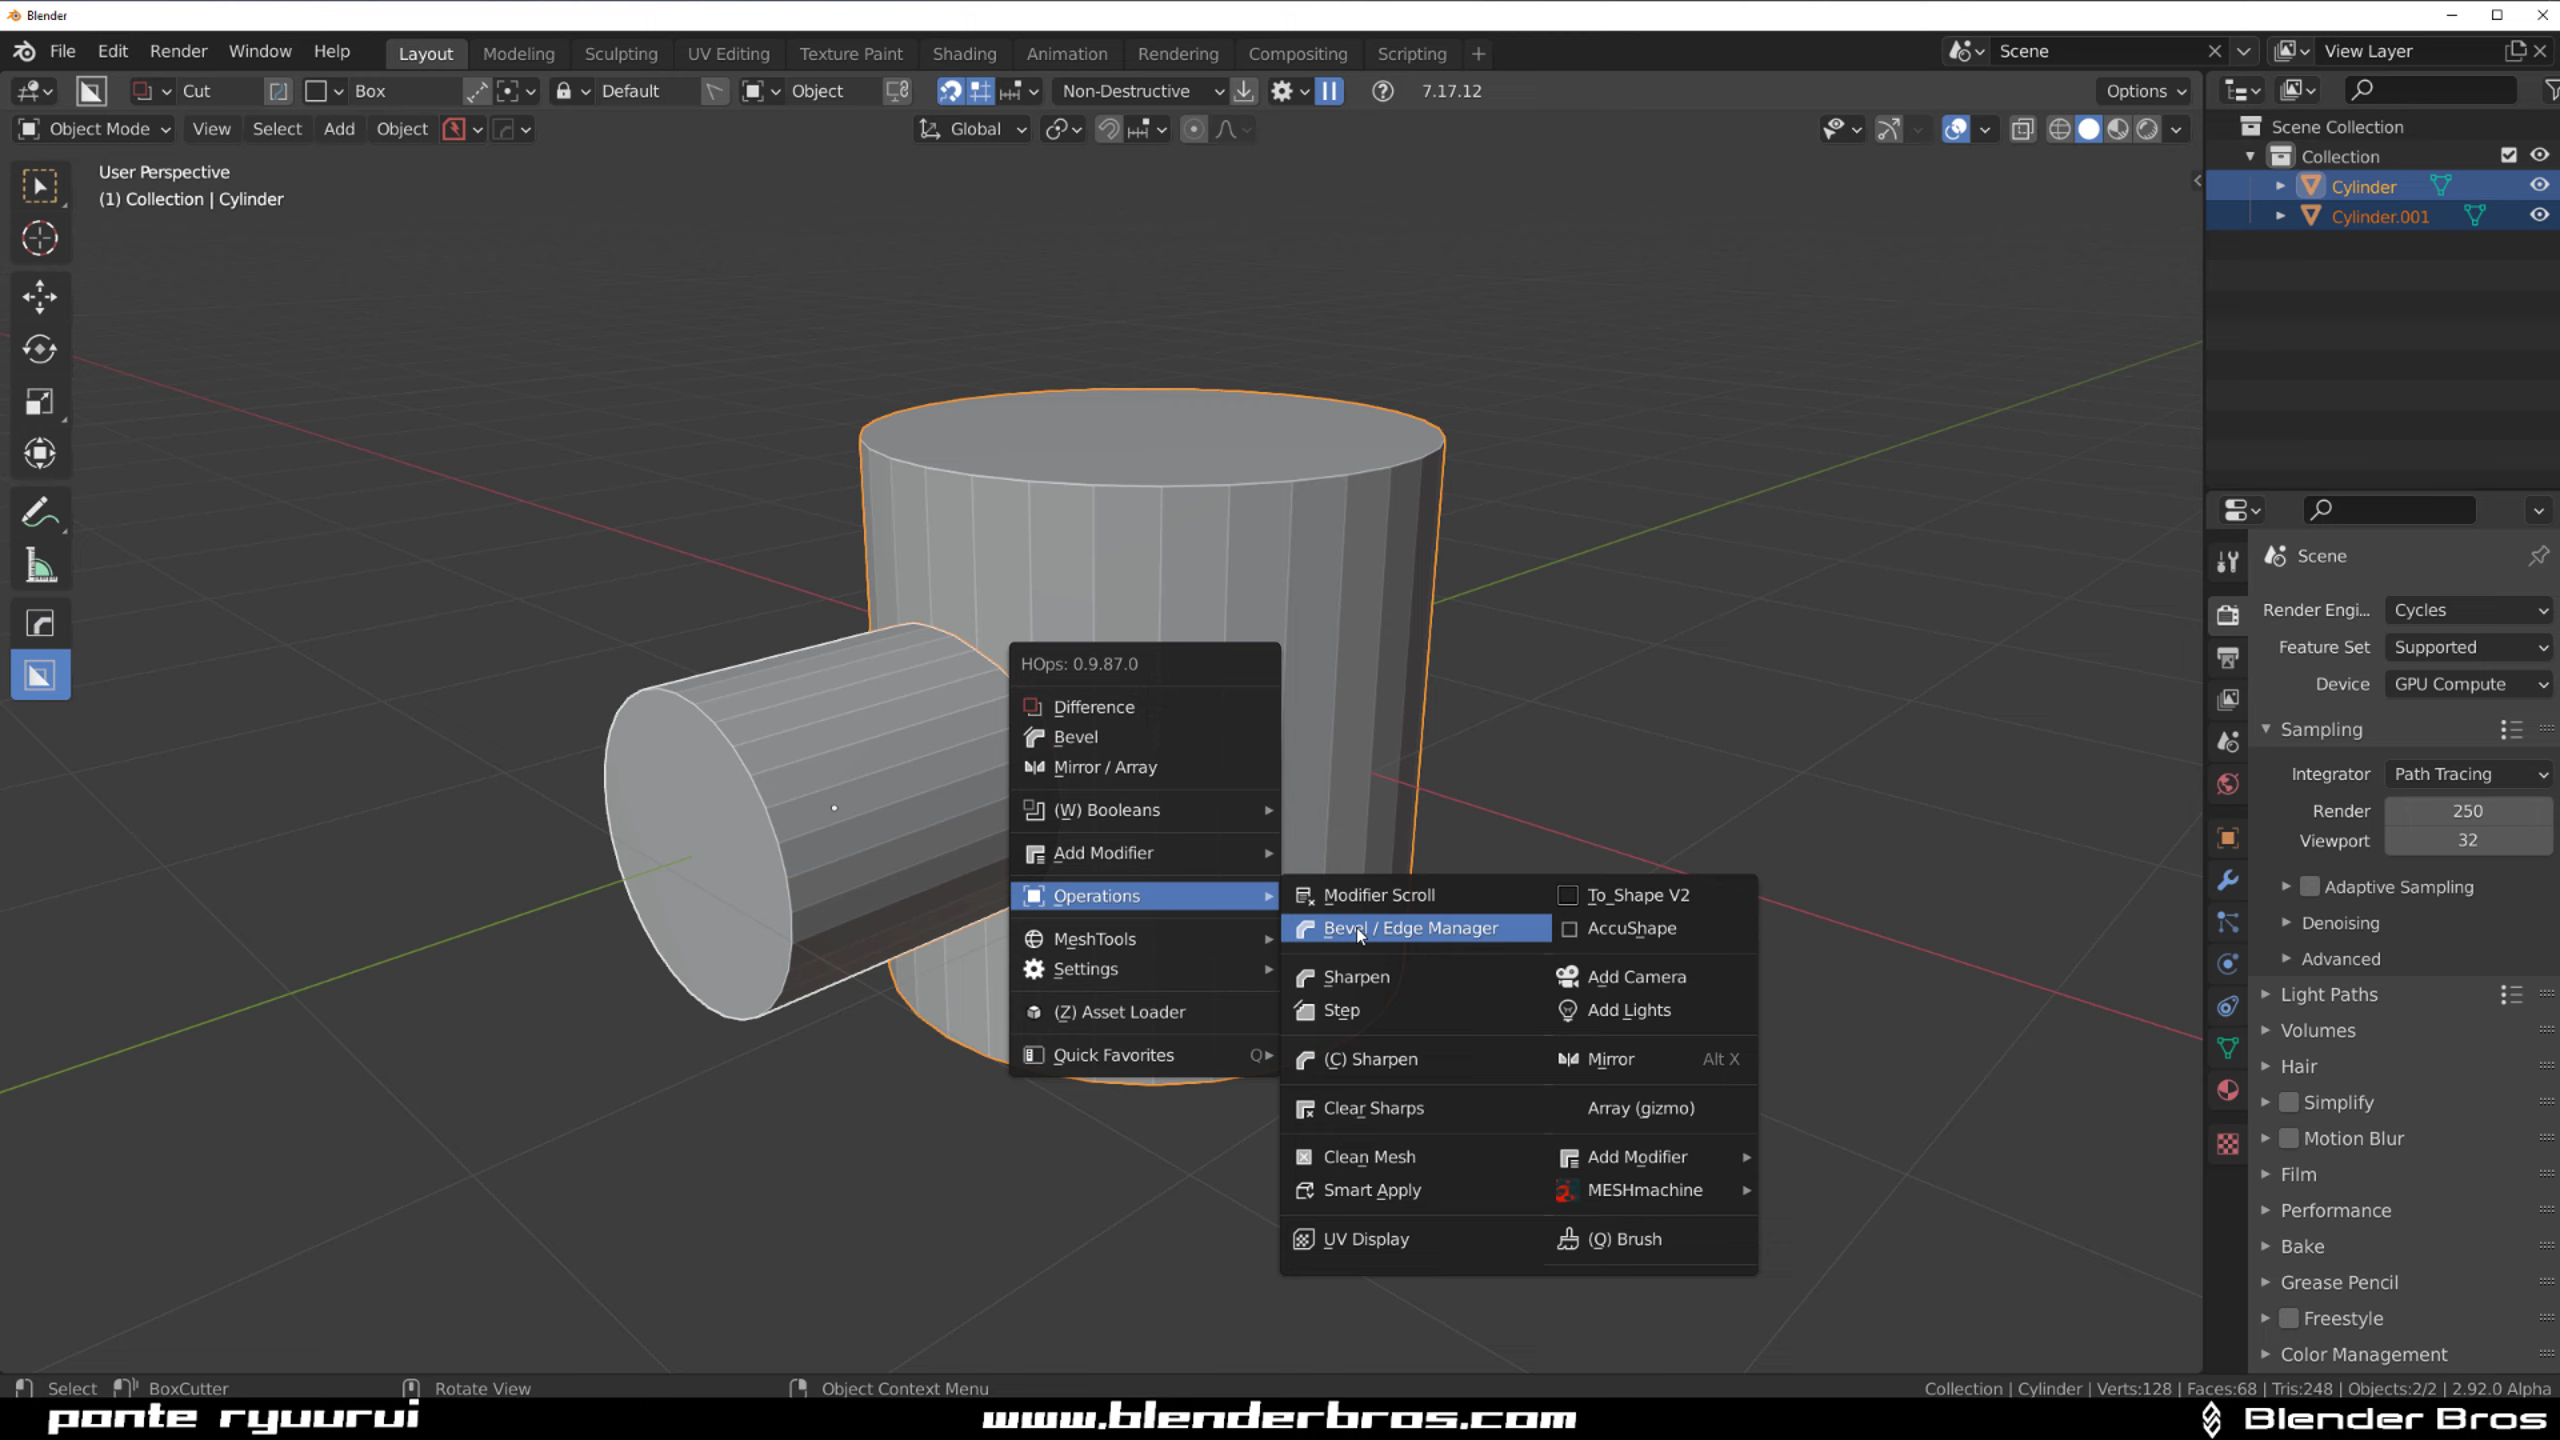 Blender
File Edit Render Window Help Layout Modeling Sculpting UV Editing Texture Paint Shading Animation Rendering Compositing Scripting + Scene View Layer
Cut Box Default Object Non-Destructive 7.17.12 Options
Object Mode View Select Add Object Global
User Perspective
(1) Collection | Cylinder
Scene Collection
Collection
Cylinder
Cylinder.001
HOps: 0.9.87.0
Difference
Bevel
Mirror / Array
(W) Booleans
Add Modifier
Operations
MeshTools
Settings
(Z) Asset Loader
Quick Favorites Q
Modifier Scroll
Bevel / Edge Manager
Sharpen
Step
(C) Sharpen
Clear Sharps
Clean Mesh
Smart Apply
UV Display
To_Shape V2
AccuShape
Add Camera
Add Lights
Mirror Alt X
Array (gizmo)
Add Modifier
MESHmachine
(Q) Brush
Scene
Render Engi... Cycles
Feature Set Supported
Device GPU Compute
Sampling
Integrator Path Tracing
Render 250
Viewport 32
Adaptive Sampling
Denoising
Advanced
Light Paths
Volumes
Hair
Simplify
Motion Blur
Film
Performance
Bake
Grease Pencil
Freestyle
Color Management
Select BoxCutter Rotate View Object Context Menu Collection | Cylinder | Verts:128 | Faces:68 | Tris:248 | Objects:2/2 | 2.92.0 Alpha
ponte ryuurui www.blenderbros.com Blender Bros